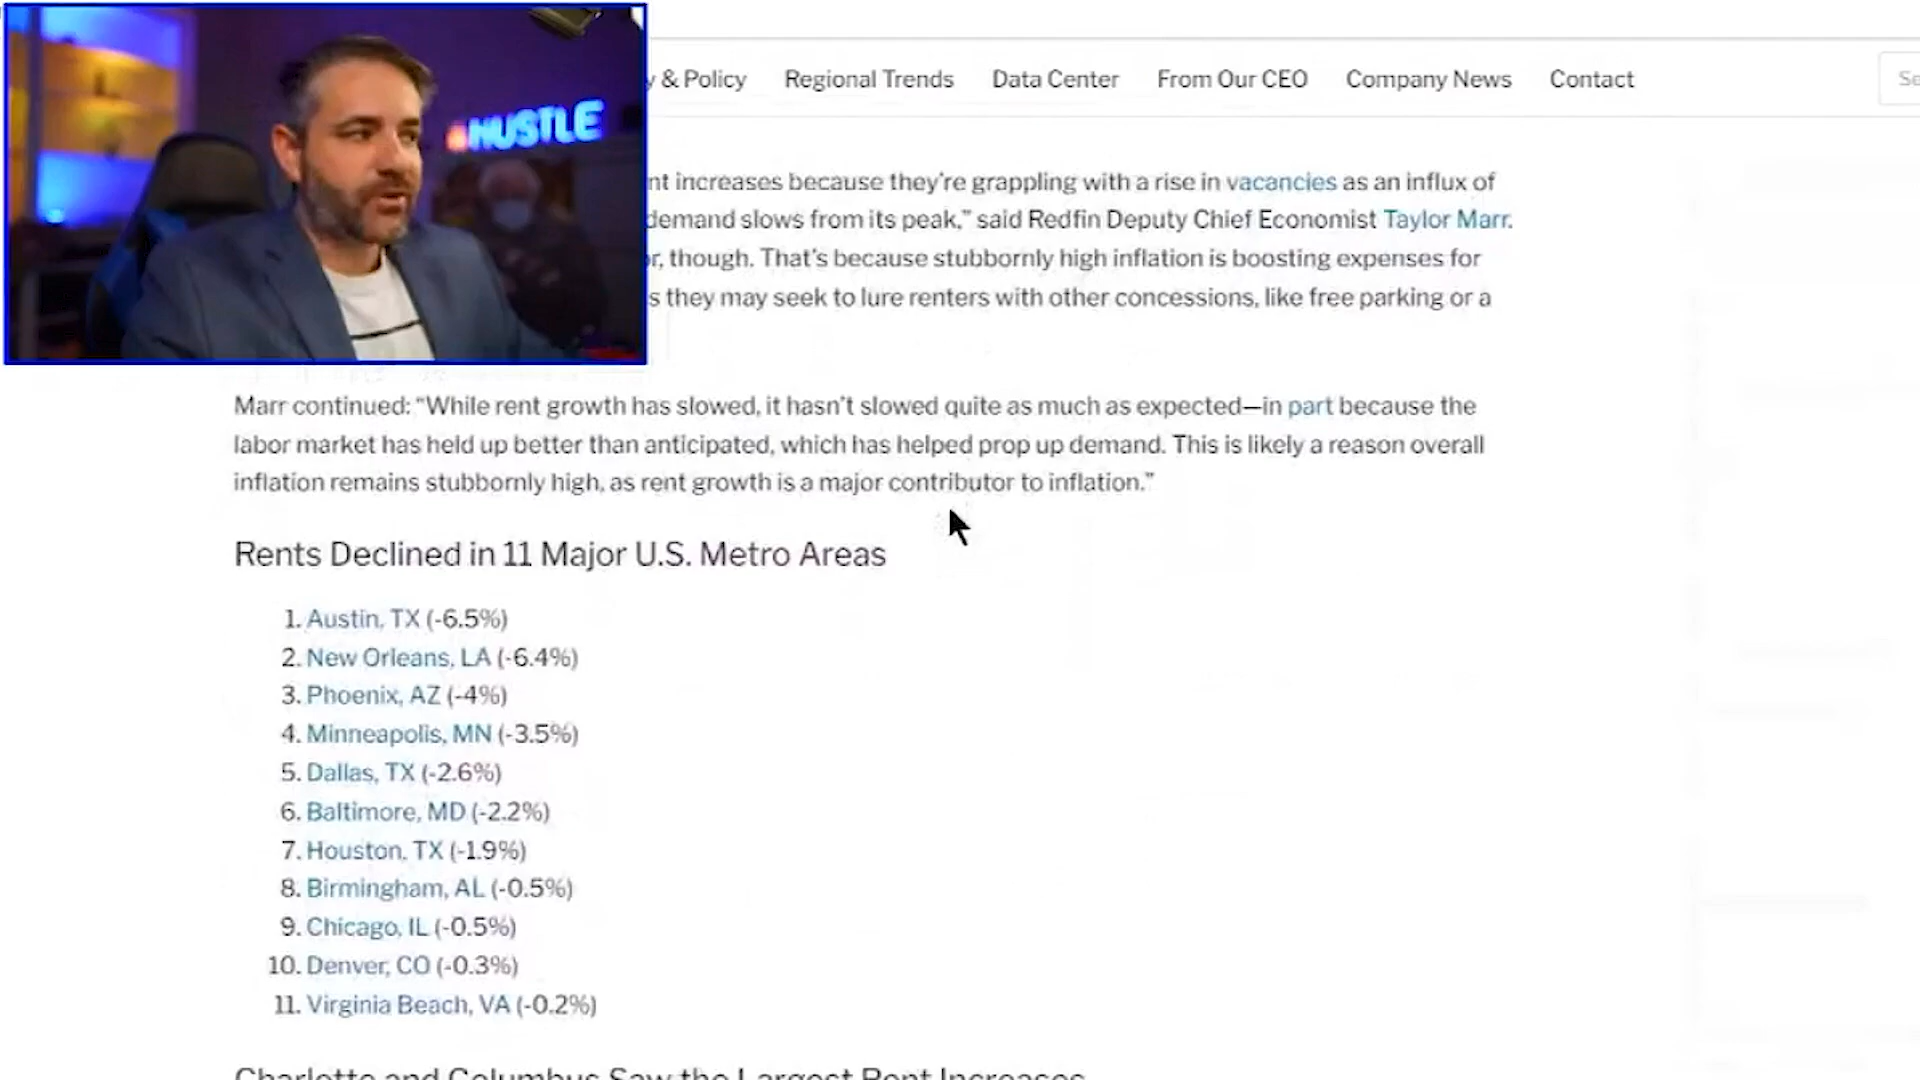 HUSTLE
y & Policy Regional Trends Data Center From Our CEO Company News Contact Se
nt increases because they're grappling with a rise in vacancies as an influx of
demand slows from its peak," said Redfin Deputy Chief Economist Taylor Marr.
r, though. That's because stubbornly high inflation is boosting expenses for
s they may seek to lure renters with other concessions, like free parking or a
Marr continued: “While rent growth has slowed, it hasn't slowed quite as much as expected—in part because the
labor market has held up better than anticipated, which has helped prop up demand. This is likely a reason overall
inflation remains stubbornly high, as rent growth is a major contributor to inflation.”
Rents Declined in 11 Major U.S. Metro Areas
1. Austin, TX (-6.5%)
2. New Orleans, LA (-6.4%)
3. Phoenix, AZ (-4%)
4. Minneapolis, MN (-3.5%)
5. Dallas, TX (-2.6%)
6. Baltimore, MD (-2.2%)
7. Houston, TX (-1.9%)
8. Birmingham, AL (-0.5%)
9. Chicago, IL (-0.5%)
10. Denver, CO (-0.3%)
11. Virginia Beach, VA (-0.2%)
Charlotte and Columbus Saw the Largest Rent Increases